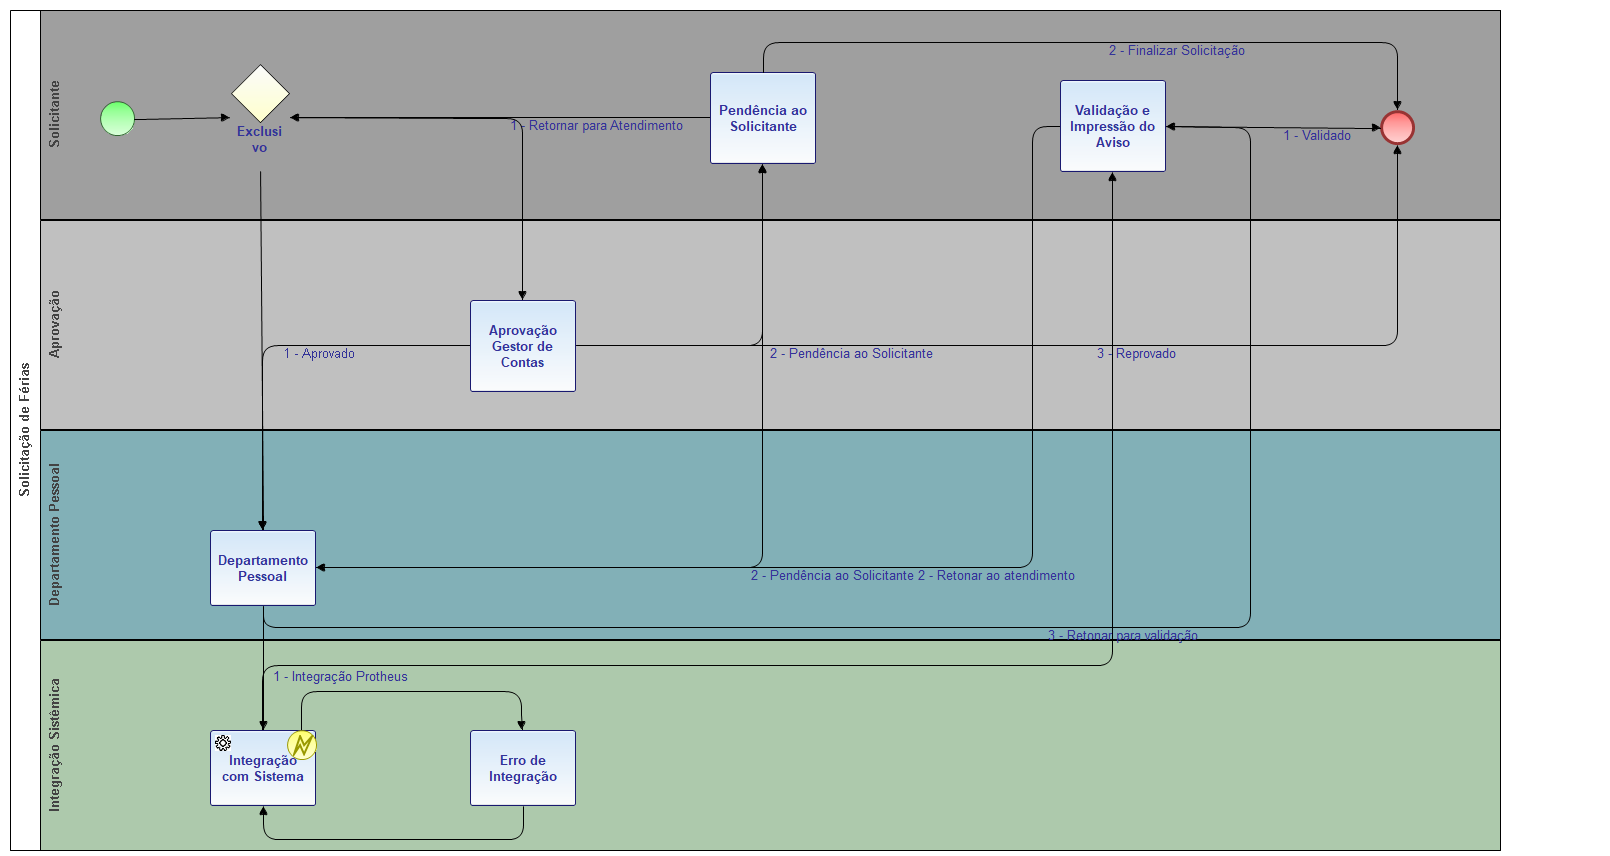 Solicitação de Férias
Solicitante
2 - Finalizar Solicitação
Exclusi
vo
1 - Retornar para Atendimento
Pendência ao
Solicitante
Validação e
Impressão do
Aviso
1 - Validado
Aprovação
Aprovação
Gestor de
Contas
1 - Aprovado
2 - Pendência ao Solicitante
3 - Reprovado
Departamento Pessoal
Departamento
Pessoal
2 - Pendência ao Solicitante
2 - Retonar ao atendimento
3 - Retonar para validação
Integração Sistêmica
1 - Integração Protheus
Integração
com Sistema
Erro de
Integração